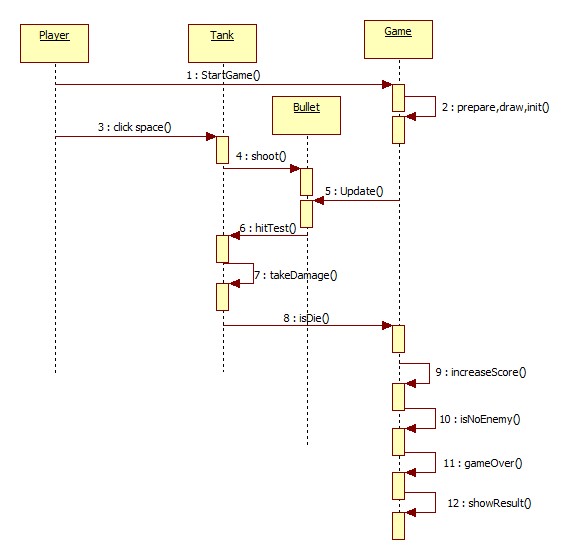 Player
Tank
Game
1 : StartGame()
Bullet
2 : prepare,draw,init()
3 : click space()
4 : shoot()
5 : Update()
6 : hitTest()
7 : takeDamage()
8 : isDie()
9 : increaseScore()
10 : isNoEnemy()
11 : gameOver()
12 : showResult()